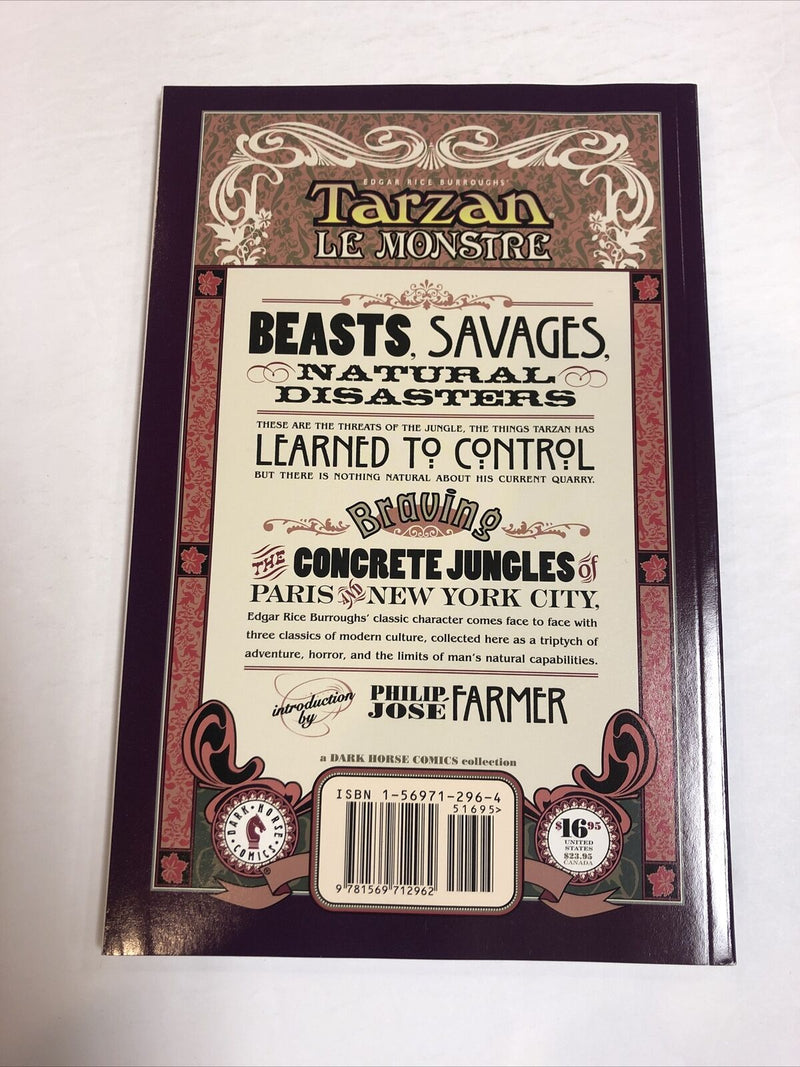 EDGAR RICE BURROUGHS'
Tarzan
LE MONSTRE
BEASTS, SAVAGES,
NATURAL
DISASTERS
THESE ARE THE THREATS OF THE JUNGLE, THE THINGS TARZAN HAS
LEARNED TO CONTROL
BUT THERE IS NOTHING NATURAL ABOUT HIS CURRENT QUARRY.
Braving
THE CONCRETE JUNGLES of
PARIS AND NEW YORK CITY,
Edgar Rice Burroughs' classic character comes face to face with
three classics of modern culture, collected here as a triptych of
adventure, horror, and the limits of man's natural capabilities.
introduction by PHILIP JOSE FARMER
a DARK HORSE COMICS collection
ISBN 1-56971-296-4
51695>
9 781569 712962
DARK HORSE COMICS ®
$16.95
UNITED
STATES
$23.95
CANADA